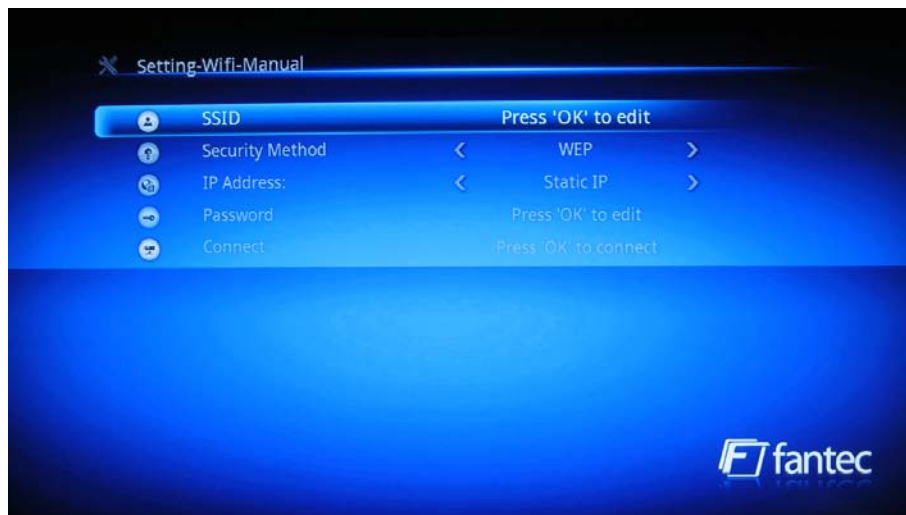 Setting-Wifi-Manual
SSID Press 'OK' to edit
Security Method WEP
IP Address: Static IP
Password Press 'OK' to edit
Connect Press 'OK' to connect
fantec